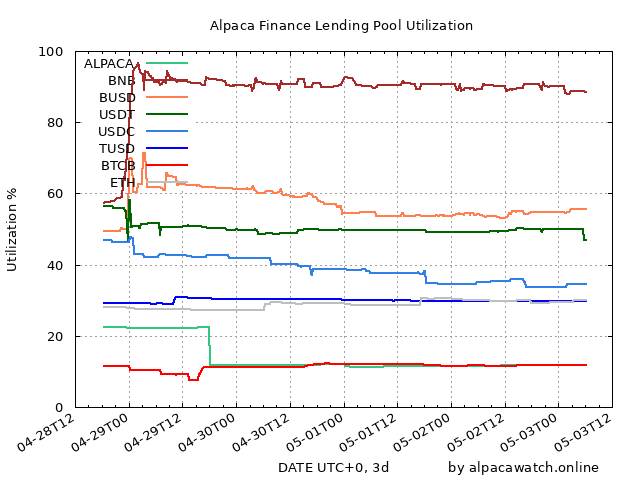 Alpaca Finance Lending Pool Utilization
Utilization %
100
80
60
40
20
0
ALPACA
BNB
BUSD
USDT
USDC
TUSD
BTCB
ETH
04-28T12
04-29T00
04-29T12
04-30T00
04-30T12
05-01T00
05-01T12
05-02T00
05-02T12
05-03T00
05-03T12
DATE UTC+0, 3d
by alpacawatch.online